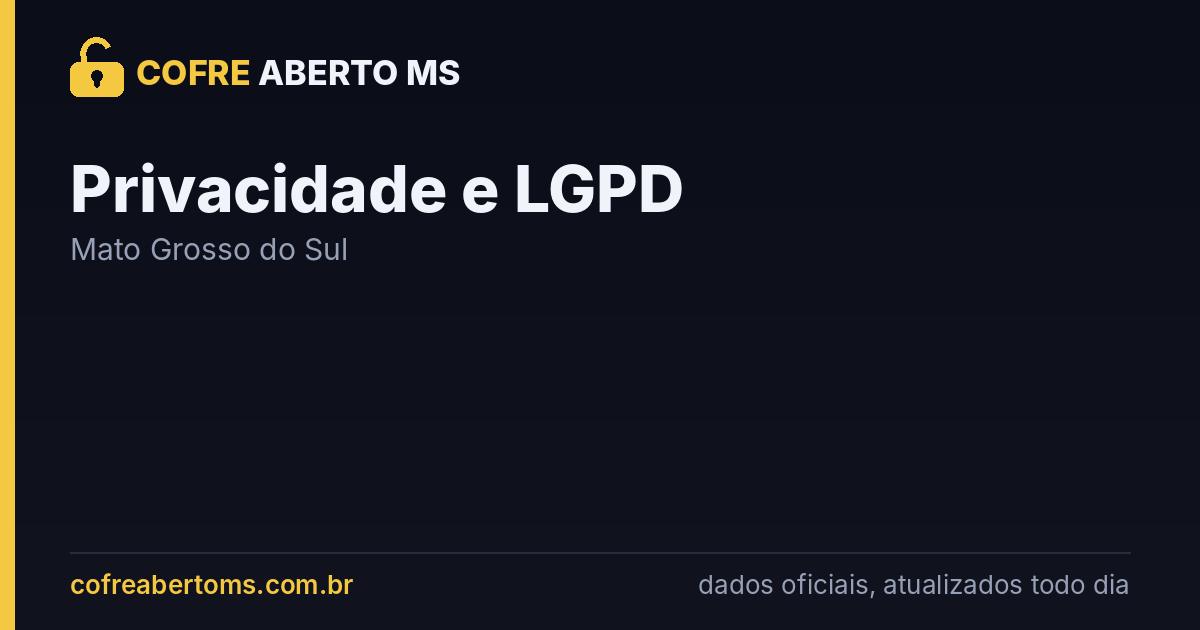 COFRE ABERTO MS
Privacidade e LGPD
Mato Grosso do Sul
cofreabertoms.com.br
dados oficiais, atualizados todo dia